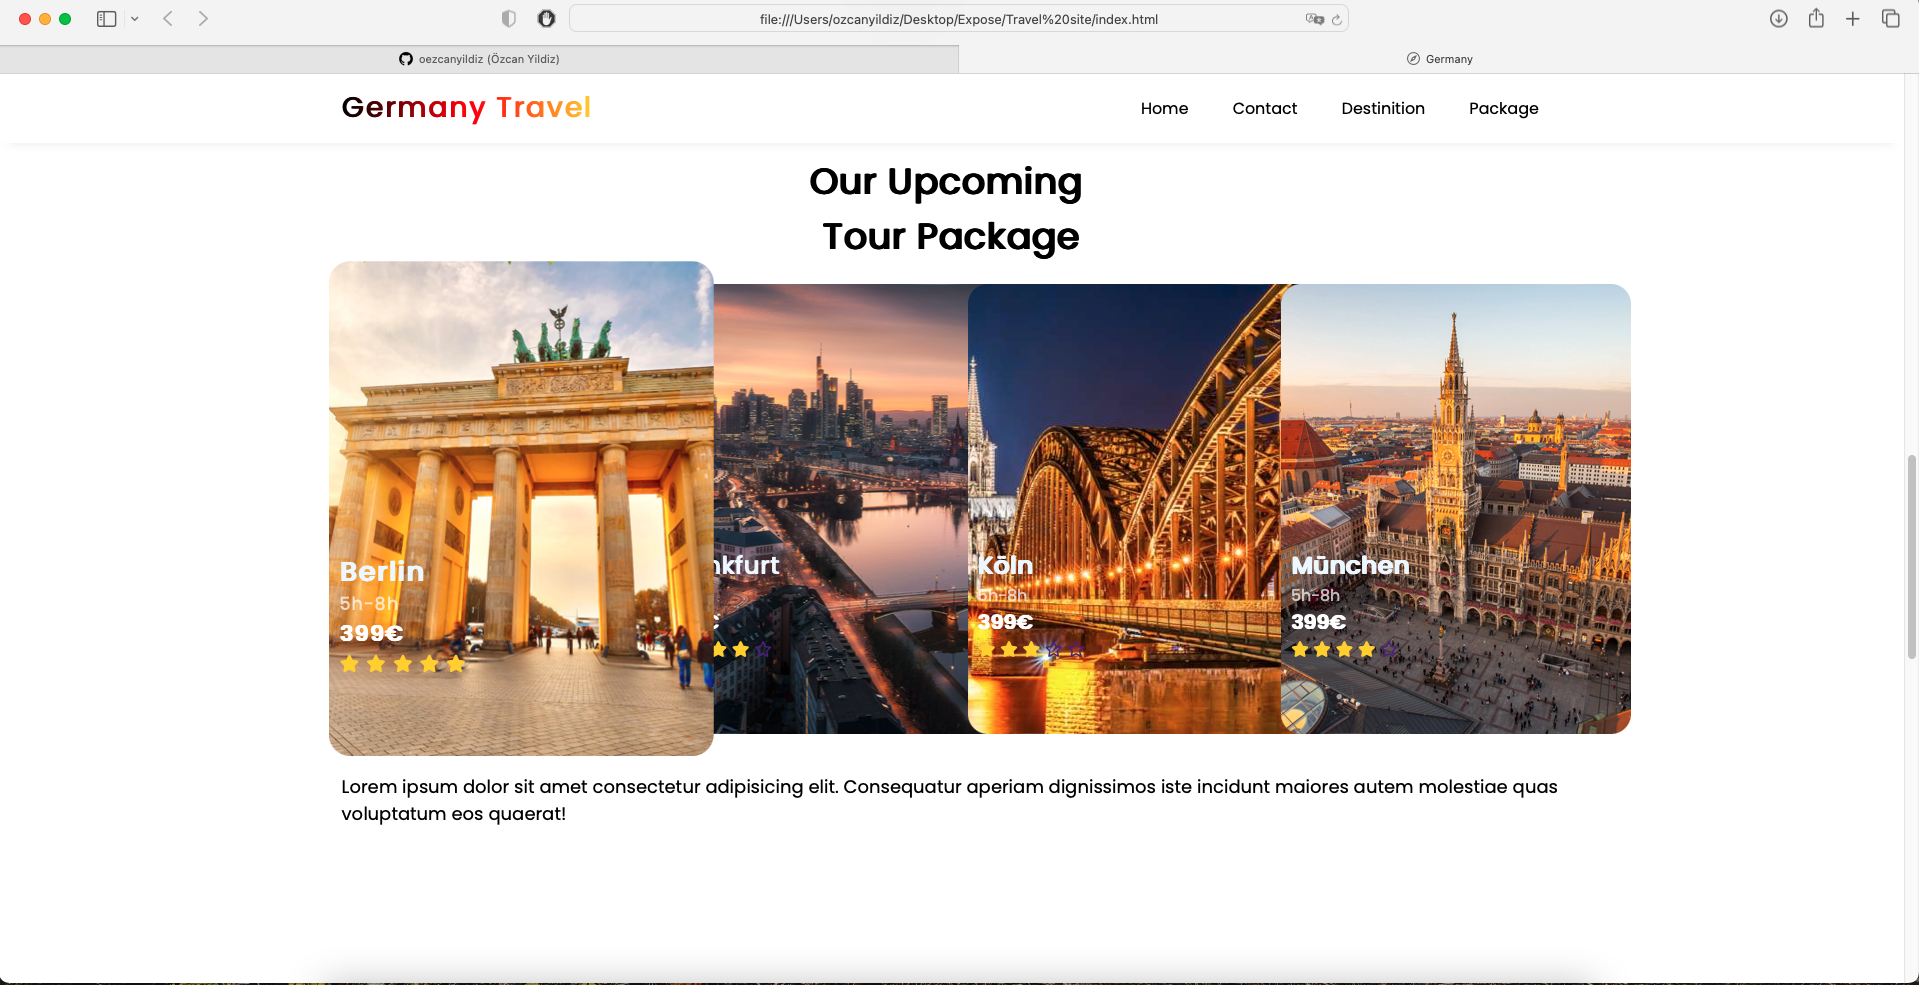 file:///Users/ozcanyildiz/Desktop/Expose/Travel%20site/index.html
oezcanyildiz (Özcan Yildiz)
Germany
Germany Travel
Home Contact Destinition Package
Our Upcoming
Tour Package
Berlin
5h-8h
399€
nkfurt
€
Köln
5h-8h
399€
München
5h-8h
399€
Lorem ipsum dolor sit amet consectetur adipisicing elit. Consequatur aperiam dignissimos iste incidunt maiores autem molestiae quas
voluptatum eos quaerat!